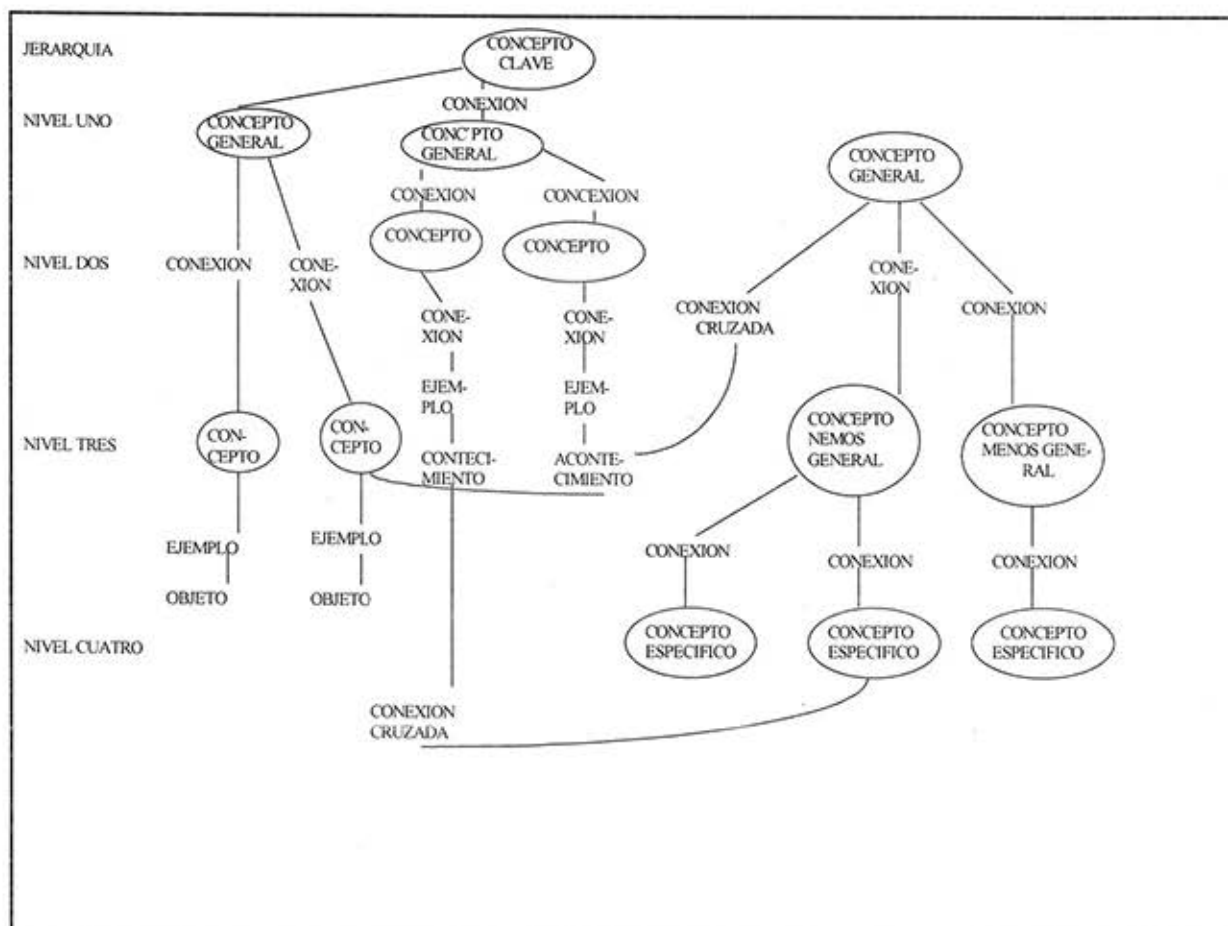 JERARQUIA
CONCEPTO
CLAVE
NIVEL UNO
CONEXION
CONCEPTO
GENERAL
CONC´PTO
GENERAL
CONCEPTO
GENERAL
CONEXION
CONCEXION
CONCEPTO
CONCEPTO
NIVEL DOS
CONEXION
CONE-
XION
CONE-
XION
CONEXION
CRUZADA
CONEXION
CONE-
XION
CONE-
XION
EJEM-
PLO
EJEM-
PLO
NIVEL TRES
CON-
CEPTO
CON-
CEPTO
CONTECI-
MIENTO
ACONTE-
CIMIENTO
CONCEPTO
NEMOS
GENERAL
CONCEPTO
MENOS GENE-
RAL
EJEMPLO
EJEMPLO
CONEXION
CONEXION
CONEXION
OBJETO
OBJETO
NIVEL CUATRO
CONCEPTO
ESPECIFICO
CONCEPTO
ESPECIFICO
CONCEPTO
ESPECIFICO
CONEXION
CRUZADA